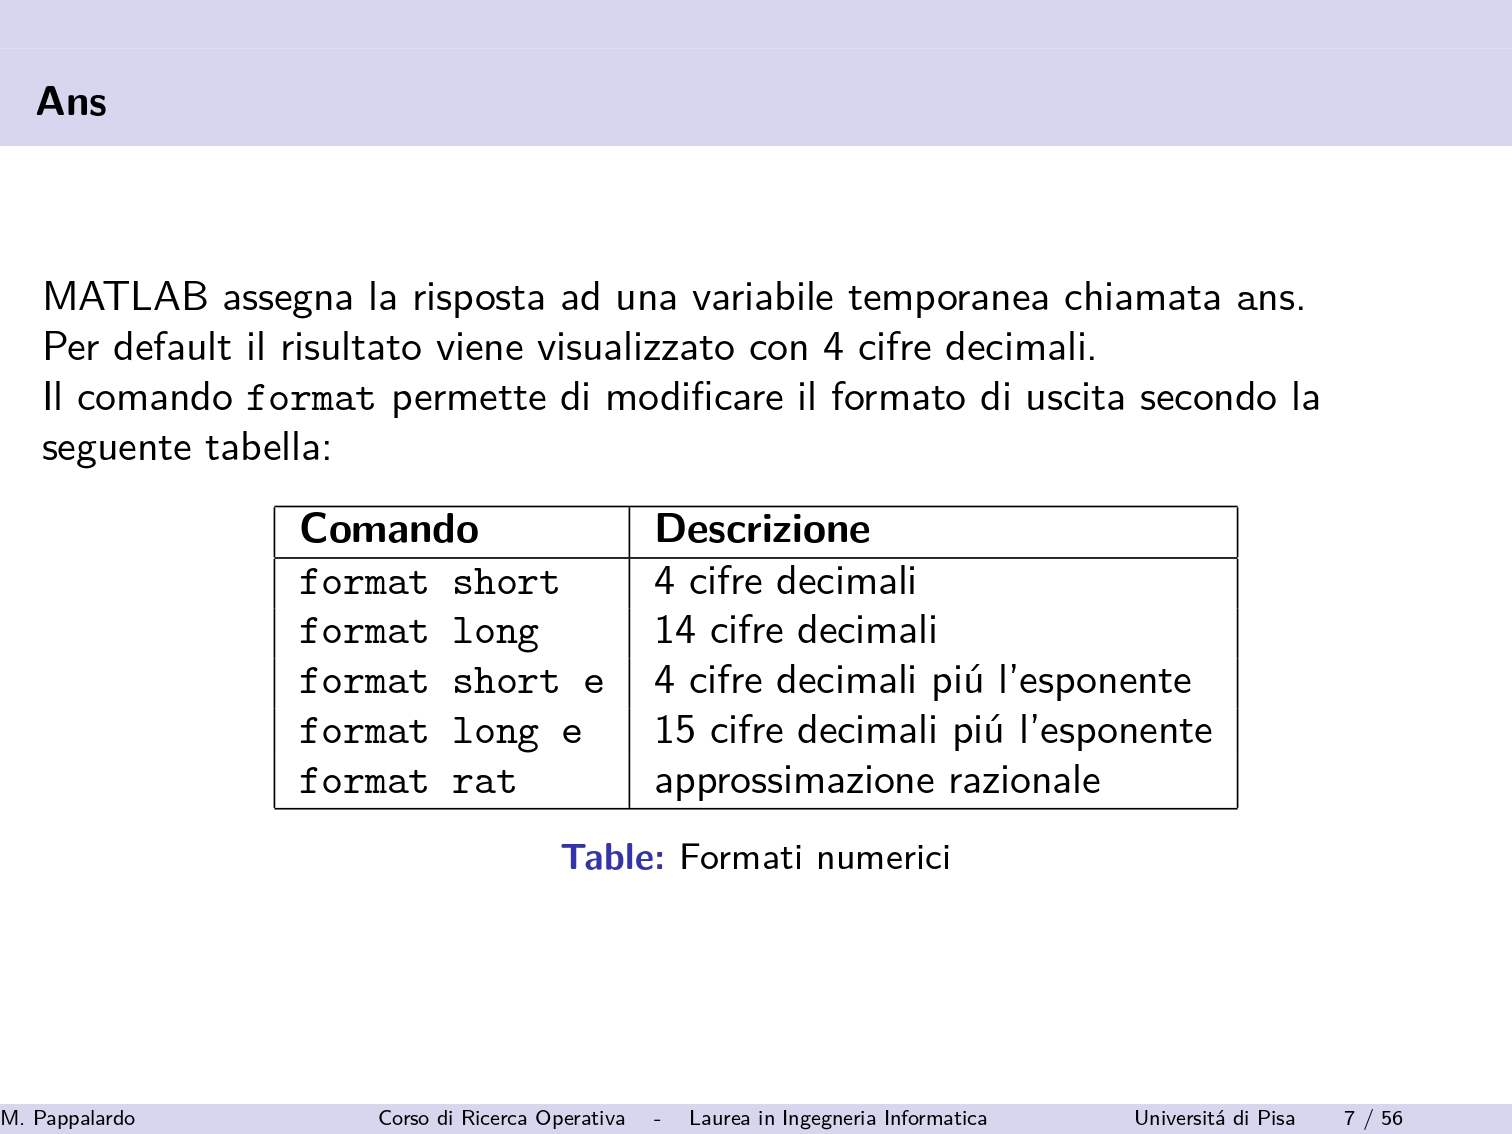 Ans
MATLAB assegna la risposta ad una variabile temporanea chiamata ans.
Per default il risultato viene visualizzato con 4 cifre decimali.
Il comando format permette di modificare il formato di uscita secondo la
seguente tabella:
Comando Descrizione
format short 4 cifre decimali
format long 14 cifre decimali
format short e 4 cifre decimali piú l'esponente
format long e 15 cifre decimali piú l'esponente
format rat approssimazione razionale
Table: Formati numerici
M. Pappalardo Corso di Ricerca Operativa - Laurea in Ingegneria Informatica Universitá di Pisa 7 / 56